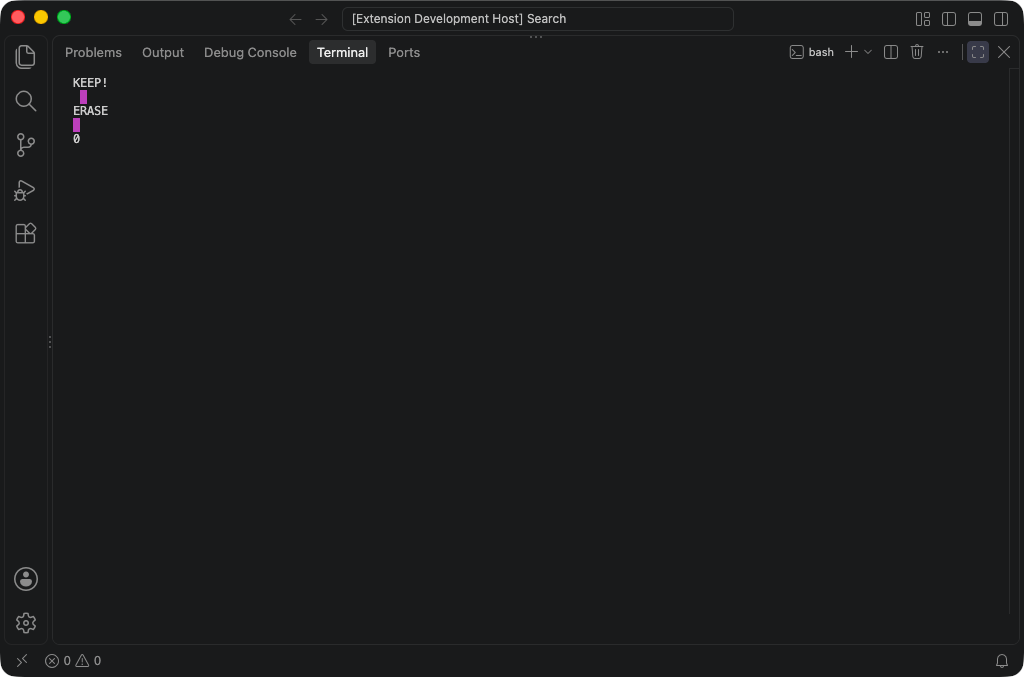 [Extension Development Host] Search
Problems Output Debug Console Terminal Ports bash
KEEP!
ERASE
0
0 0